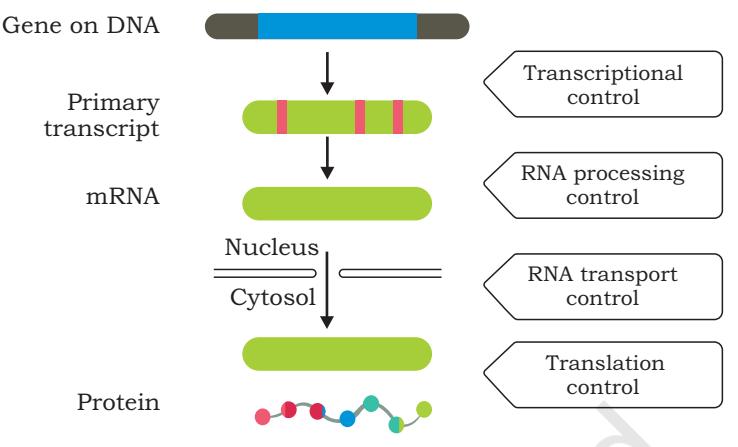 Gene on DNA
Transcriptional
control
Primary
transcript
RNA processing
control
mRNA
Nucleus
Cytosol
RNA transport
control
Translation
control
Protein